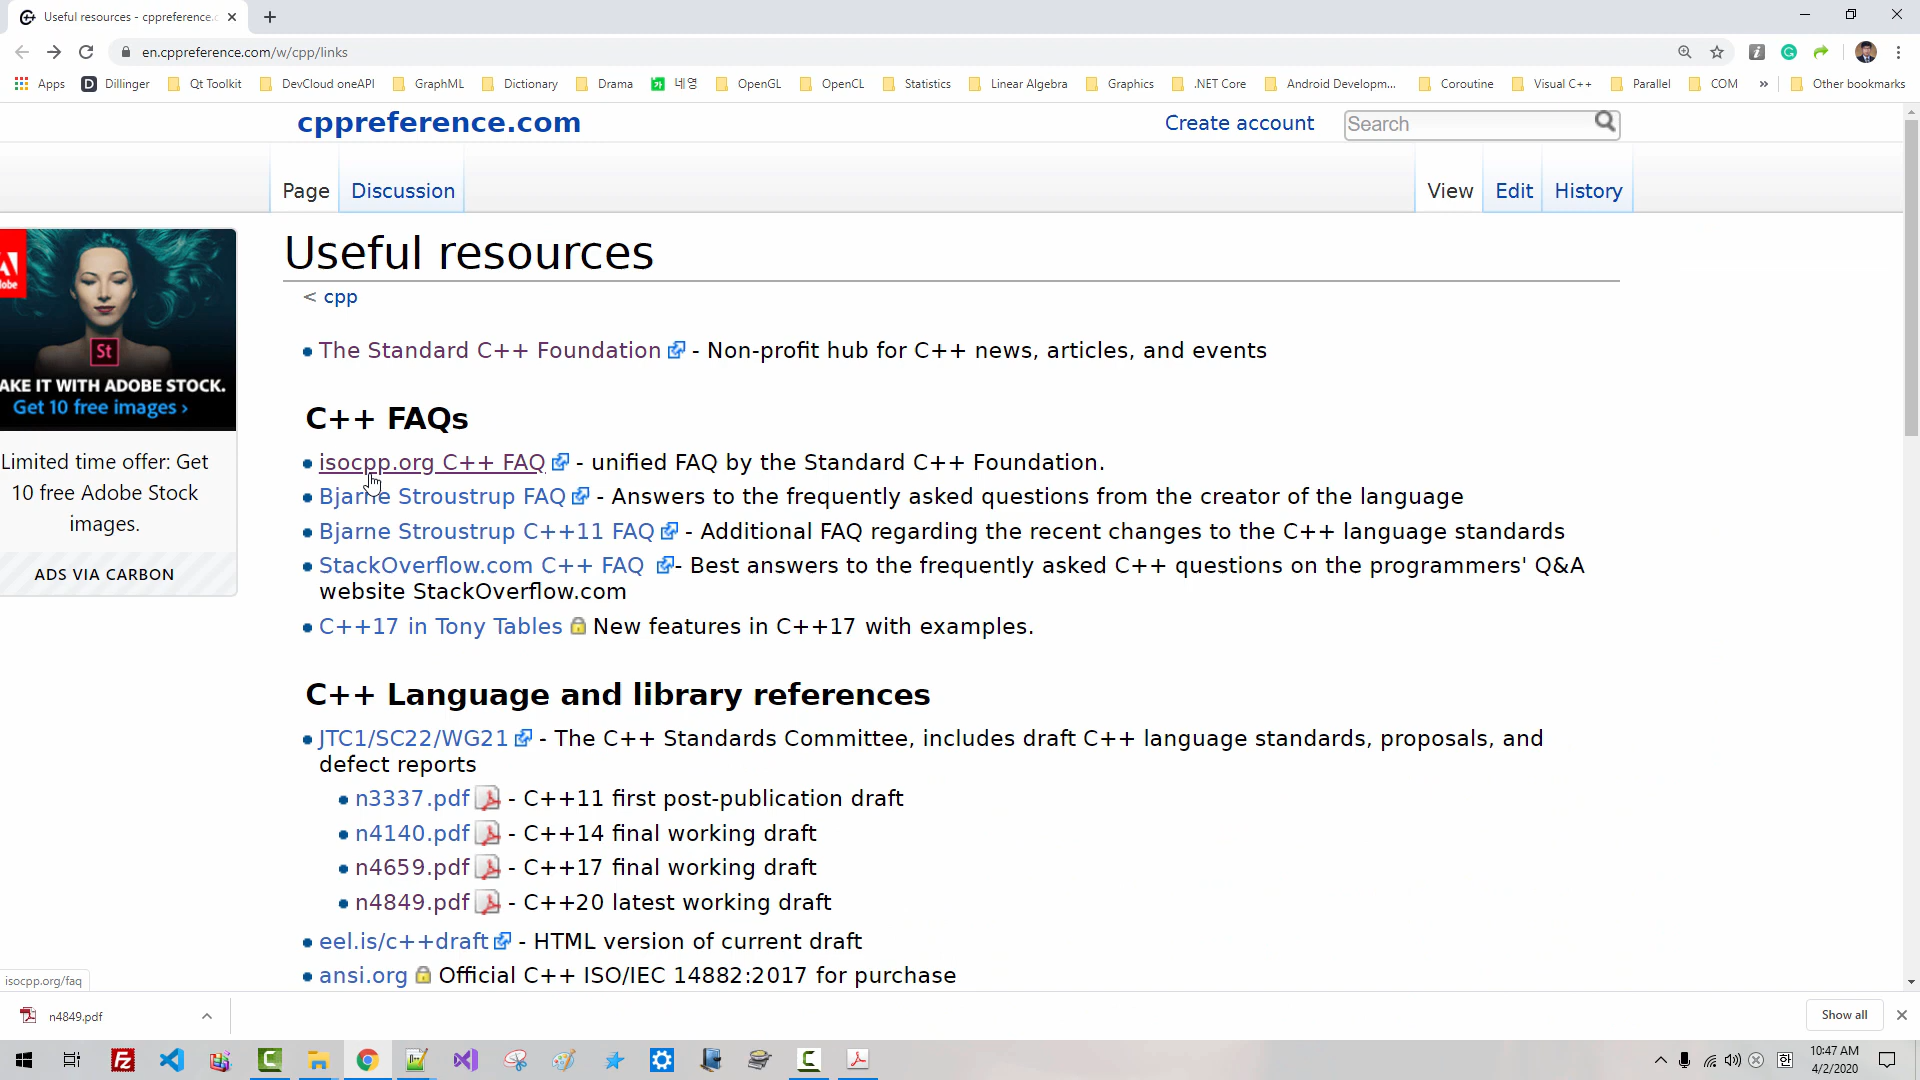 Useful resources - cppreference.c
en.cppreference.com/w/cpp/links
Apps Dillinger Qt Toolkit DevCloud oneAPI GraphML Dictionary Drama 네영 OpenGL OpenCL Statistics Linear Algebra Graphics .NET Core Android Developm... Coroutine Visual C++ Parallel COM » Other bookmarks
cppreference.com Create account Search
Page Discussion View Edit History
Useful resources
< cpp
The Standard C++ Foundation - Non-profit hub for C++ news, articles, and events
C++ FAQs
isocpp.org C++ FAQ - unified FAQ by the Standard C++ Foundation.
Bjarne Stroustrup FAQ - Answers to the frequently asked questions from the creator of the language
Bjarne Stroustrup C++11 FAQ - Additional FAQ regarding the recent changes to the C++ language standards
StackOverflow.com C++ FAQ - Best answers to the frequently asked C++ questions on the programmers' Q&A
website StackOverflow.com
C++17 in Tony Tables New features in C++17 with examples.
C++ Language and library references
JTC1/SC22/WG21 - The C++ Standards Committee, includes draft C++ language standards, proposals, and
defect reports
n3337.pdf - C++11 first post-publication draft
n4140.pdf - C++14 final working draft
n4659.pdf - C++17 final working draft
n4849.pdf - C++20 latest working draft
eel.is/c++draft - HTML version of current draft
ansi.org Official C++ ISO/IEC 14882:2017 for purchase
obe
St
AKE IT WITH ADOBE STOCK.
Get 10 free images ›
Limited time offer: Get
10 free Adobe Stock
images.
ADS VIA CARBON
isocpp.org/faq
n4849.pdf Show all
한 10:47 AM
4/2/2020